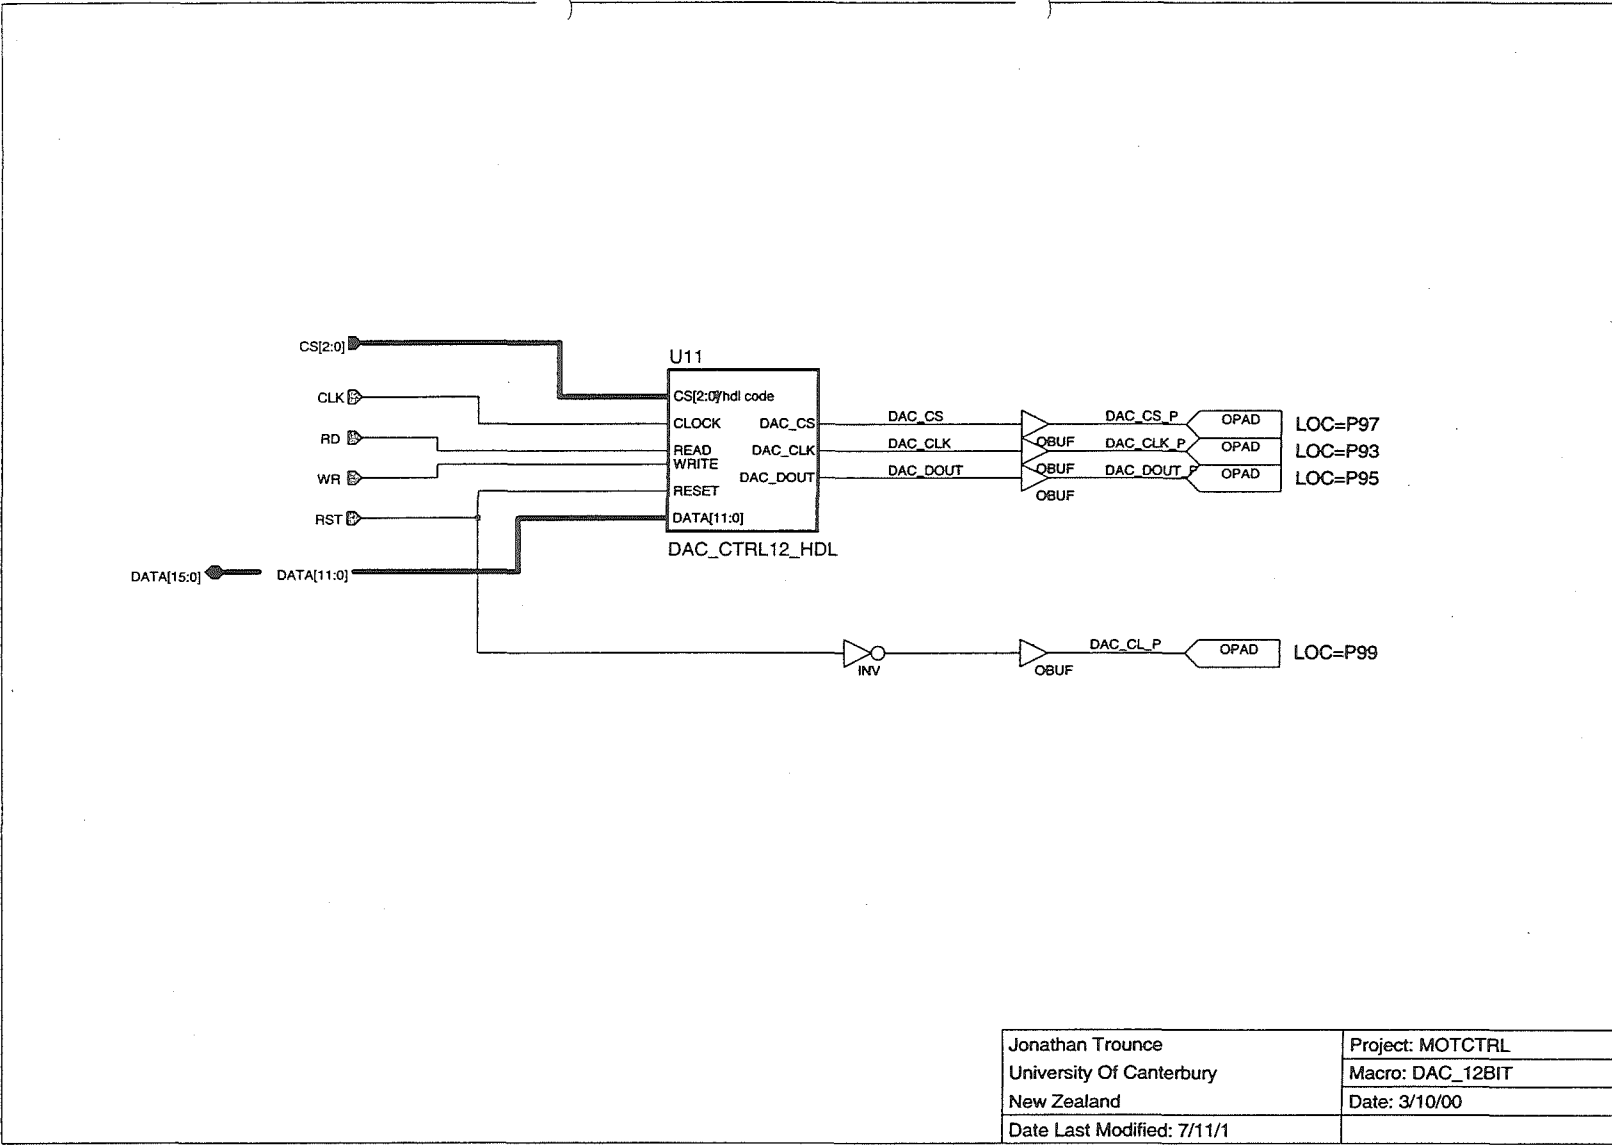 CS[2:0]
CLK
RD
WR
RST
DATA[15:0]
DATA[11:0]
U11
CS[2:0] vhdl code
CLOCK
READ
WRITE
RESET
DATA[11:0]
DAC_CS
DAC_CLK
DAC_DOUT
DAC_CTRL12_HDL
DAC_CS
DAC_CLK
DAC_DOUT
OBUF
OBUF
OBUF
DAC_CS_P
DAC_CLK_P
DAC_DOUT_P
OPAD
OPAD
OPAD
LOC=P97
LOC=P93
LOC=P95
INV
OBUF
DAC_CL_P
OPAD
LOC=P99
Jonathan Trounce
University Of Canterbury
New Zealand
Date Last Modified: 7/11/1
Project: MOTCTRL
Macro: DAC_12BIT
Date: 3/10/00